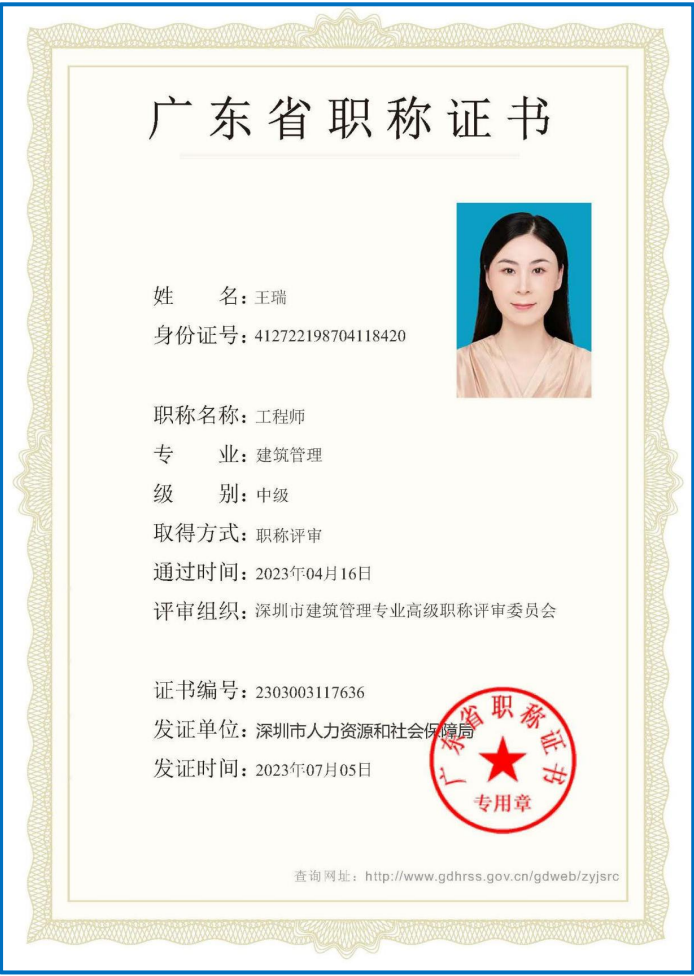 广东省职称证书
姓 名：王瑞
身份证号：412722198704118420
职称名称：工程师
专 业：建筑管理
级 别：中级
取得方式：职称评审
通过时间：2023年04月16日
评审组织：深圳市建筑管理专业高级职称评审委员会
证书编号：2303003117636
发证单位：深圳市人力资源和社会保障局
发证时间：2023年07月05日
广东省职称证书
专用章
查询网址：http://www.gdhrss.gov.cn/gdweb/zyjsrc